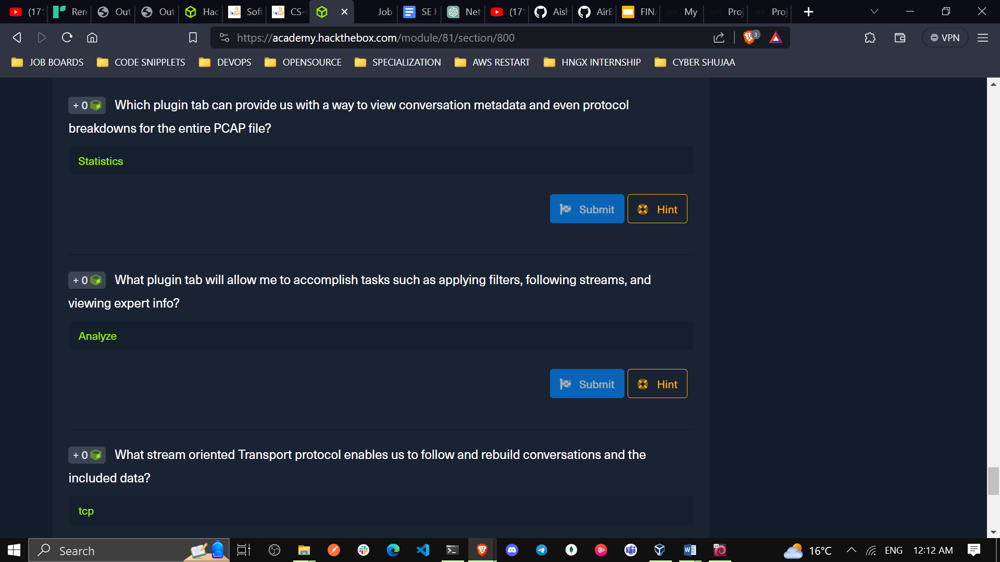 (171
Rem
Out
Out
Hac
Soft
CS-
Job
SE H
Net
(171
Aish
AirB
FIN
My
Proj
Proj
https://academy.hackthebox.com/module/81/section/800
3
VPN
JOB BOARDS
CODE SNIPPLETS
DEVOPS
OPENSOURCE
SPECIALIZATION
AWS RESTART
HNGX INTERNSHIP
CYBER SHUJAA
+ 0 Which plugin tab can provide us with a way to view conversation metadata and even protocol
breakdowns for the entire PCAP file?
Statistics
Submit
Hint
+ 0 What plugin tab will allow me to accomplish tasks such as applying filters, following streams, and
viewing expert info?
Analyze
Submit
Hint
+ 0 What stream oriented Transport protocol enables us to follow and rebuild conversations and the
included data?
tcp
Search
16°C
ENG
12:12 AM